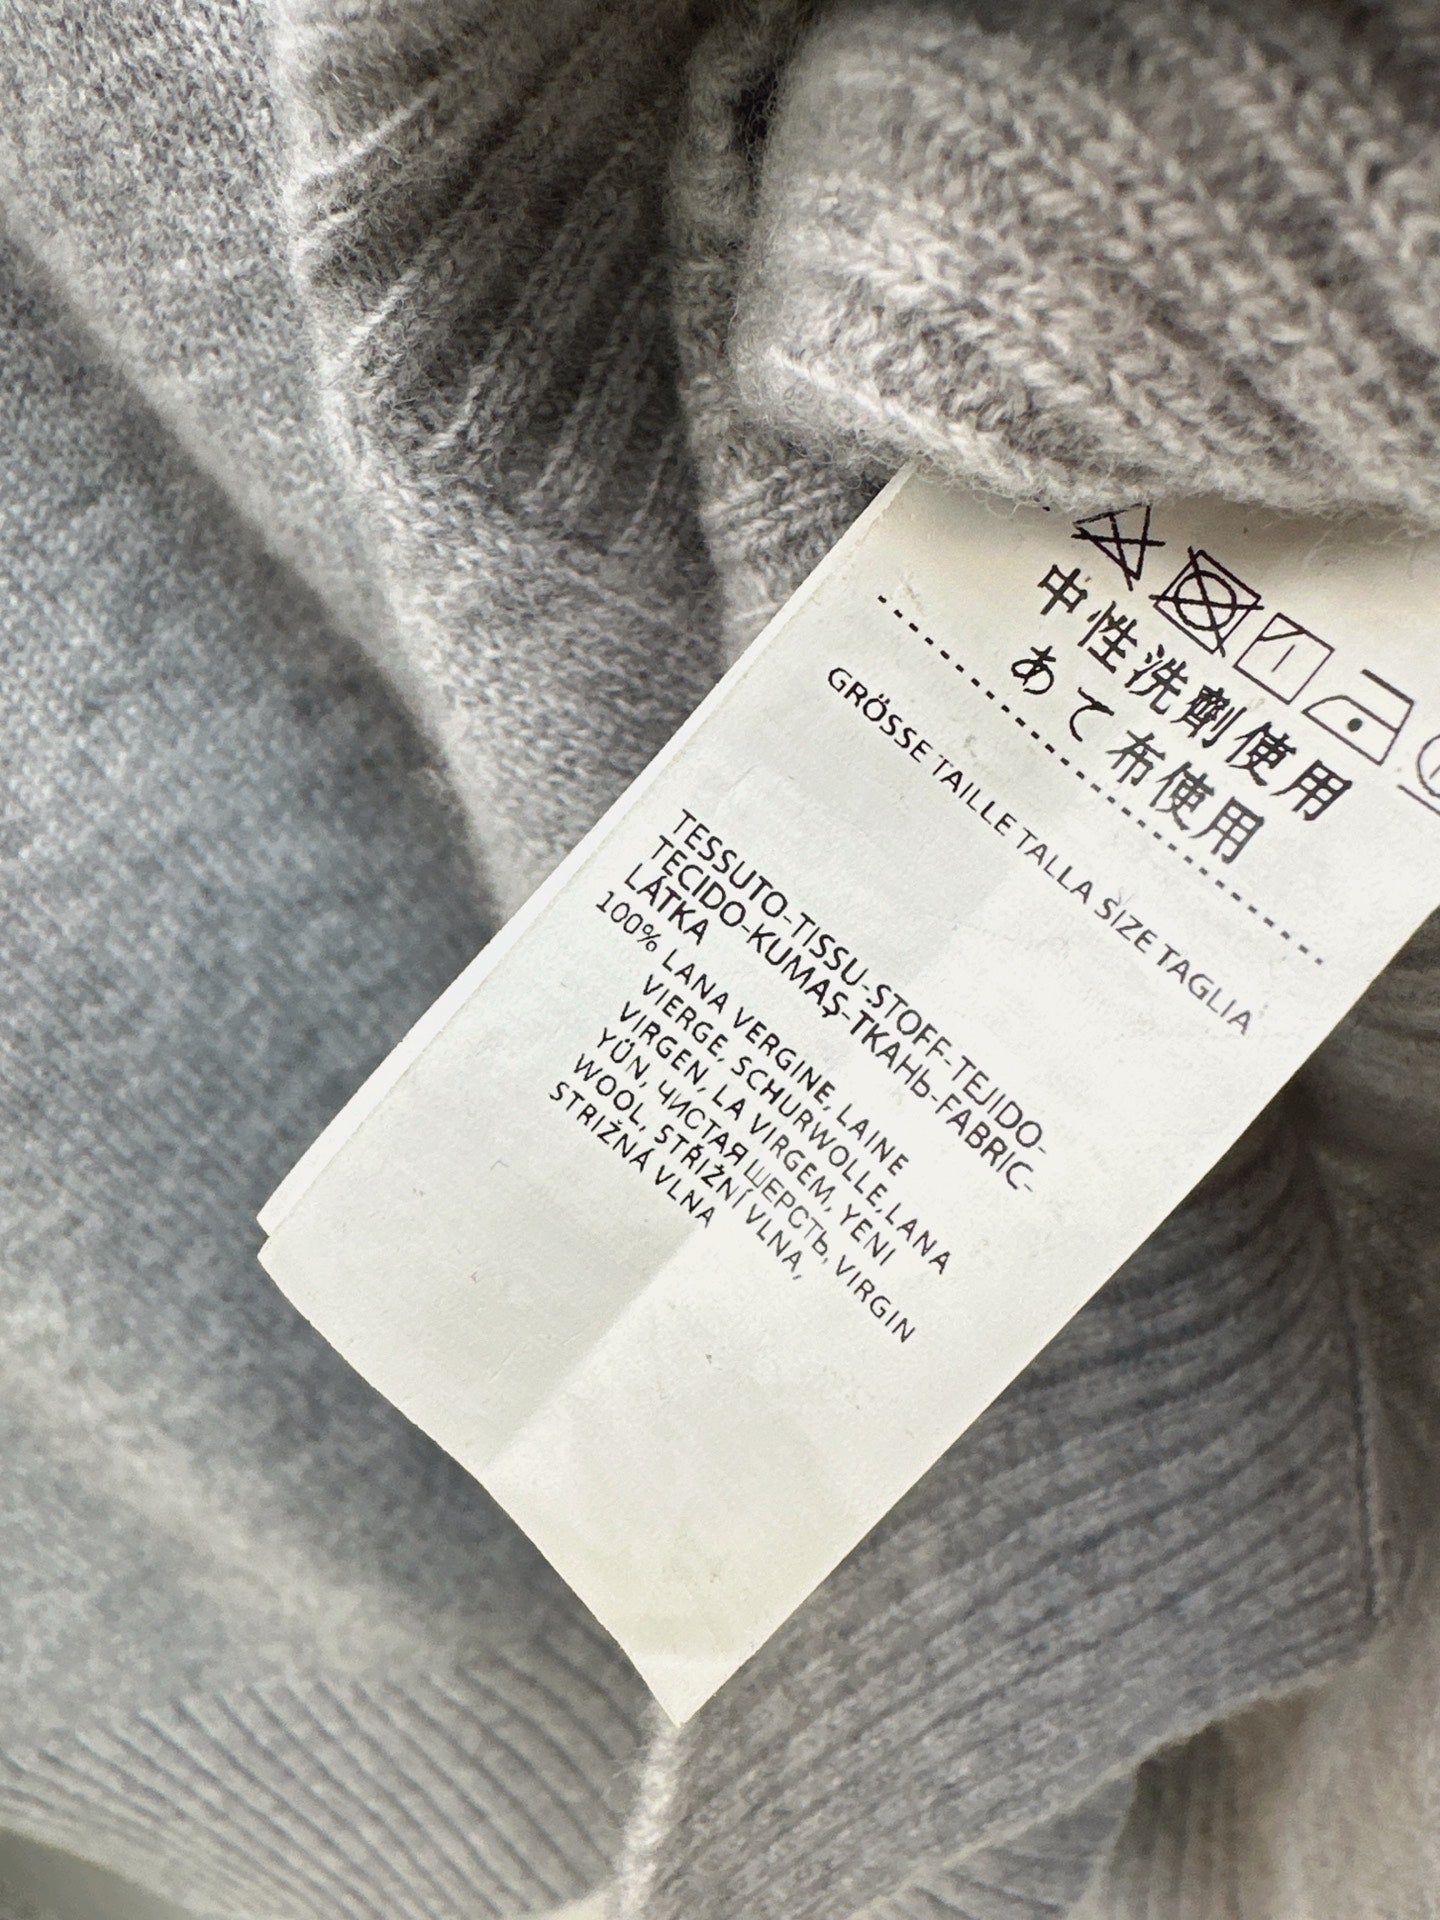 中性洗剤使用
あて布使用
GRÖSSE TAILLE TALLA SIZE TAGLIA
TESSUTO-TISSU-STOFF-TEJIDO-
TECIDO-KUMAŞ-ТКАНЬ-FABRIC-
LÁTKA
100% LANA VERGINE, LAINE
VIERGE, SCHURWOLLE, LANA
VIRGEN, LA VIRGEM, YENI
YÜN, ЧИСТАЯ ШЕРСТЬ, VIRGIN
WOOL, STŘIŽNÍ VLNA,
STRIŽNÁ VLNA